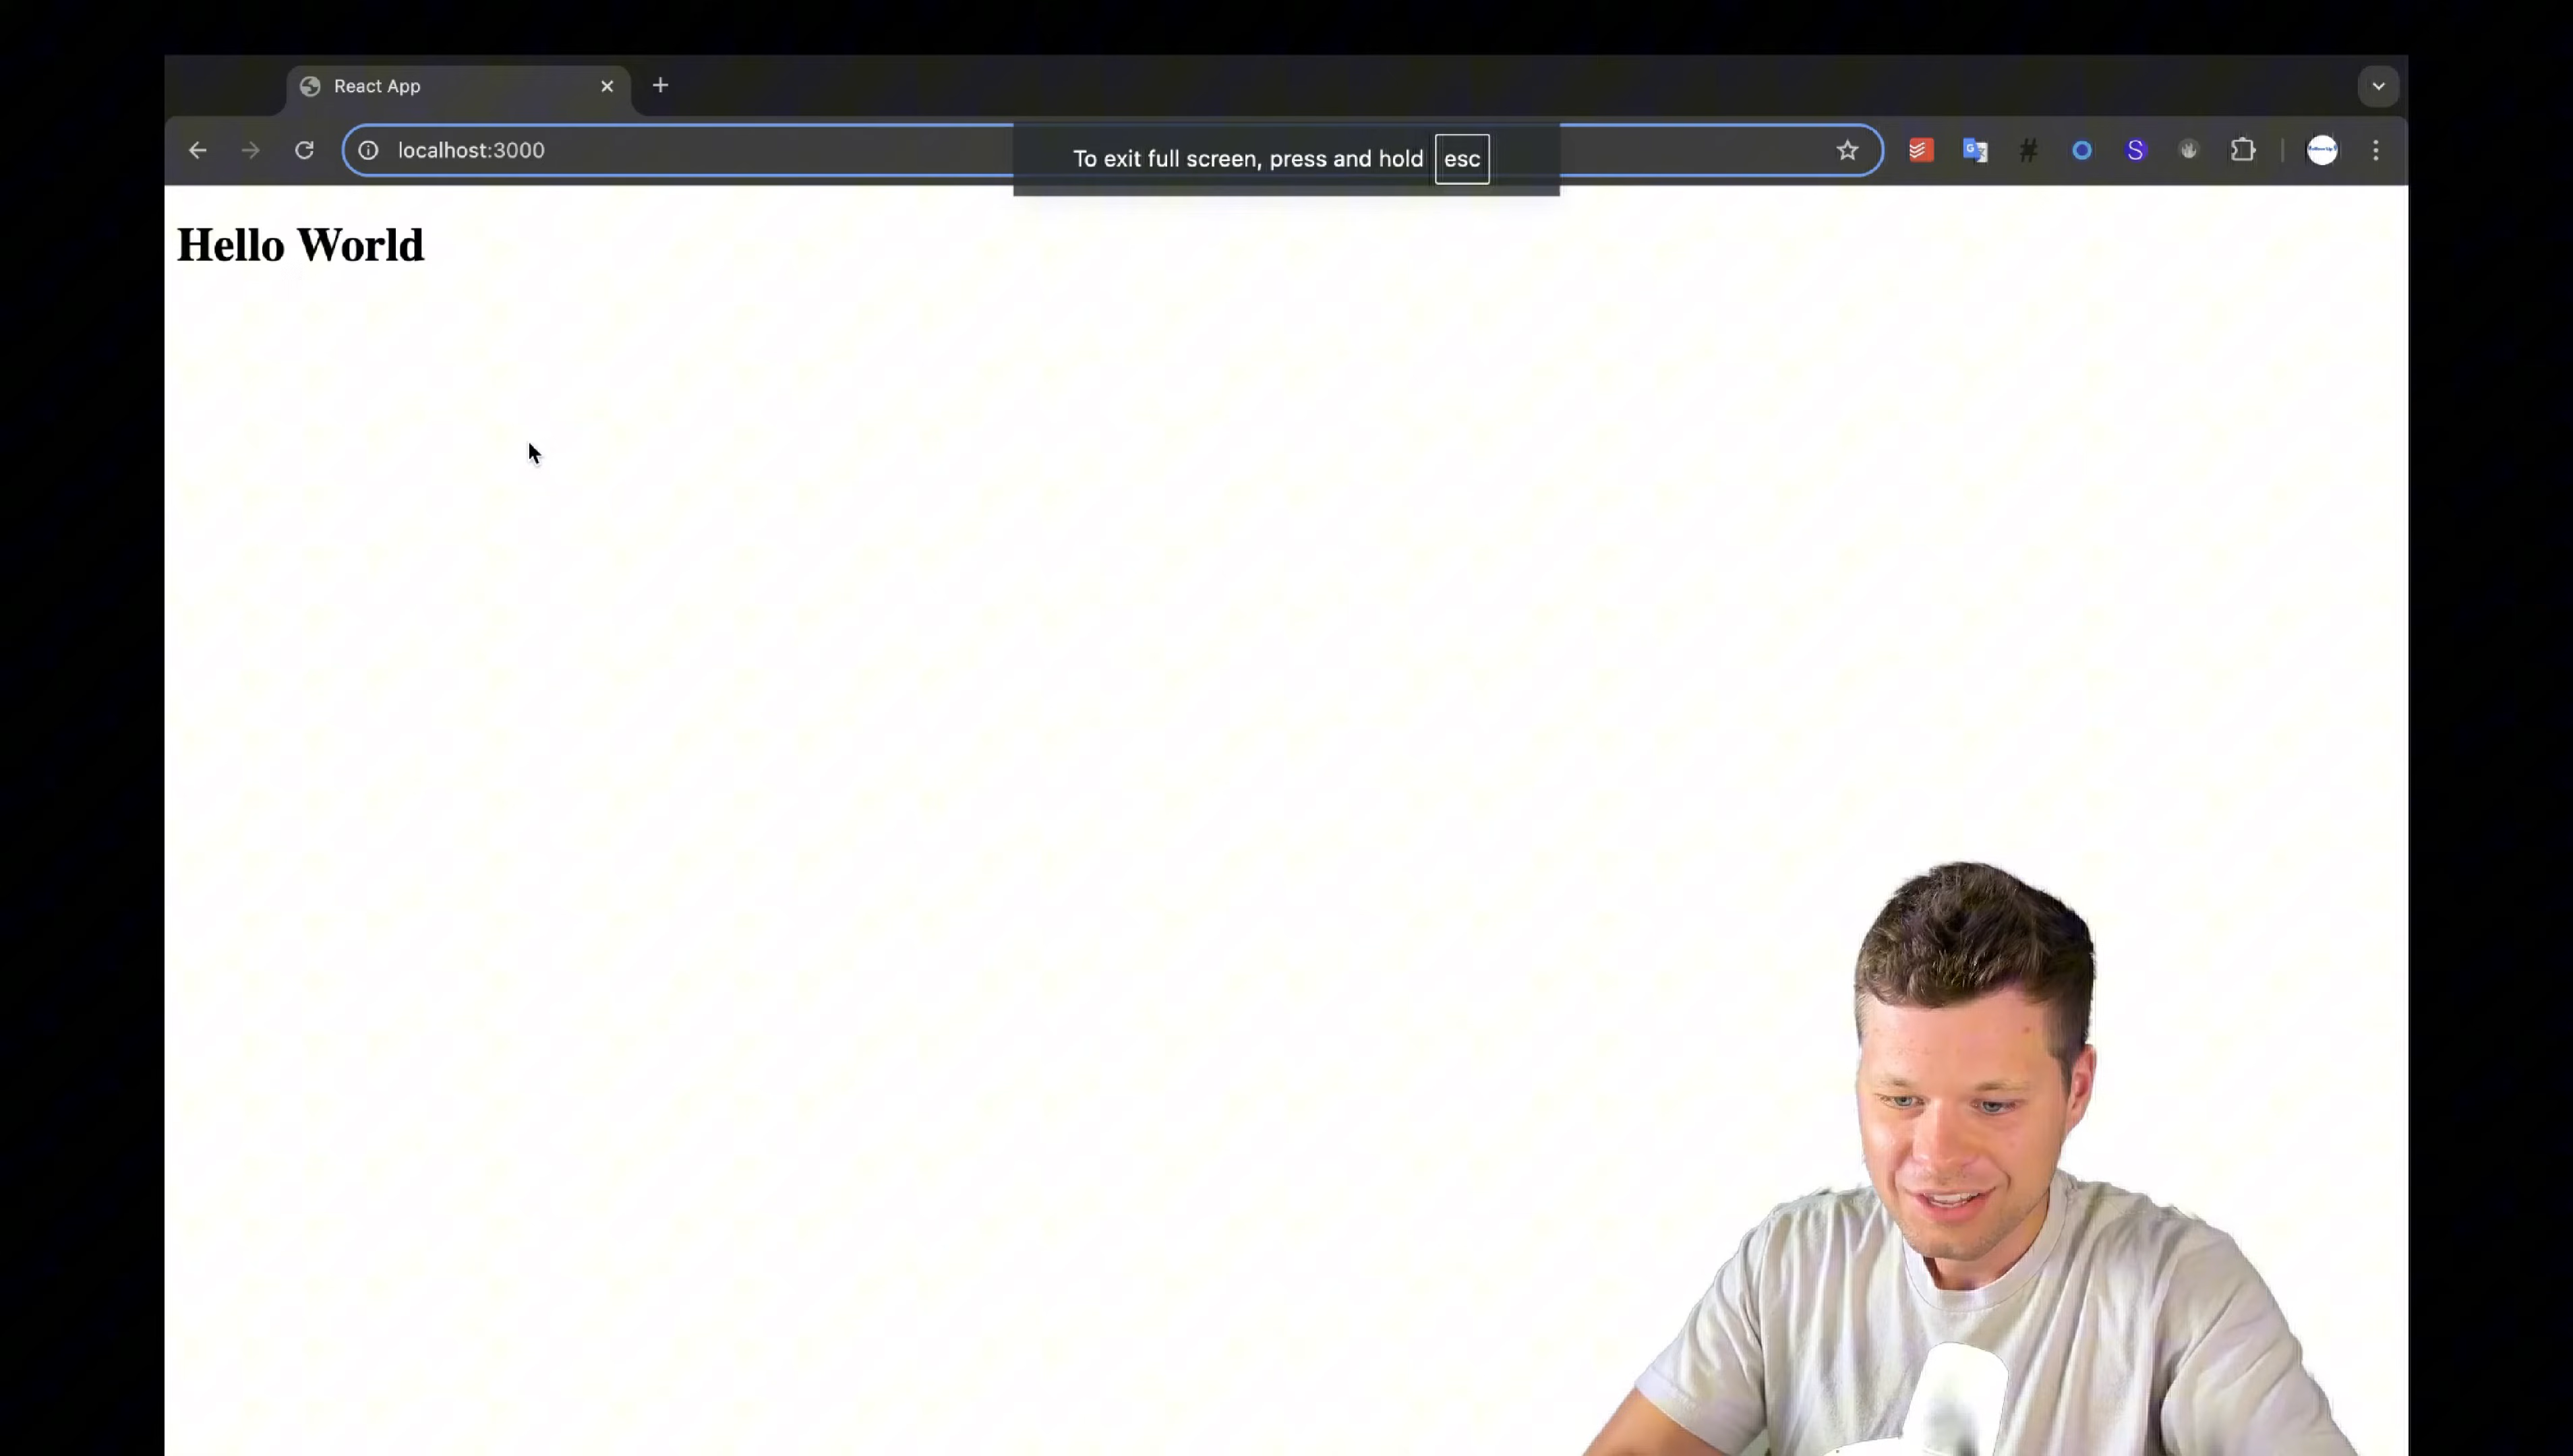 React App
localhost:3000
To exit full screen, press and hold esc
Hello World